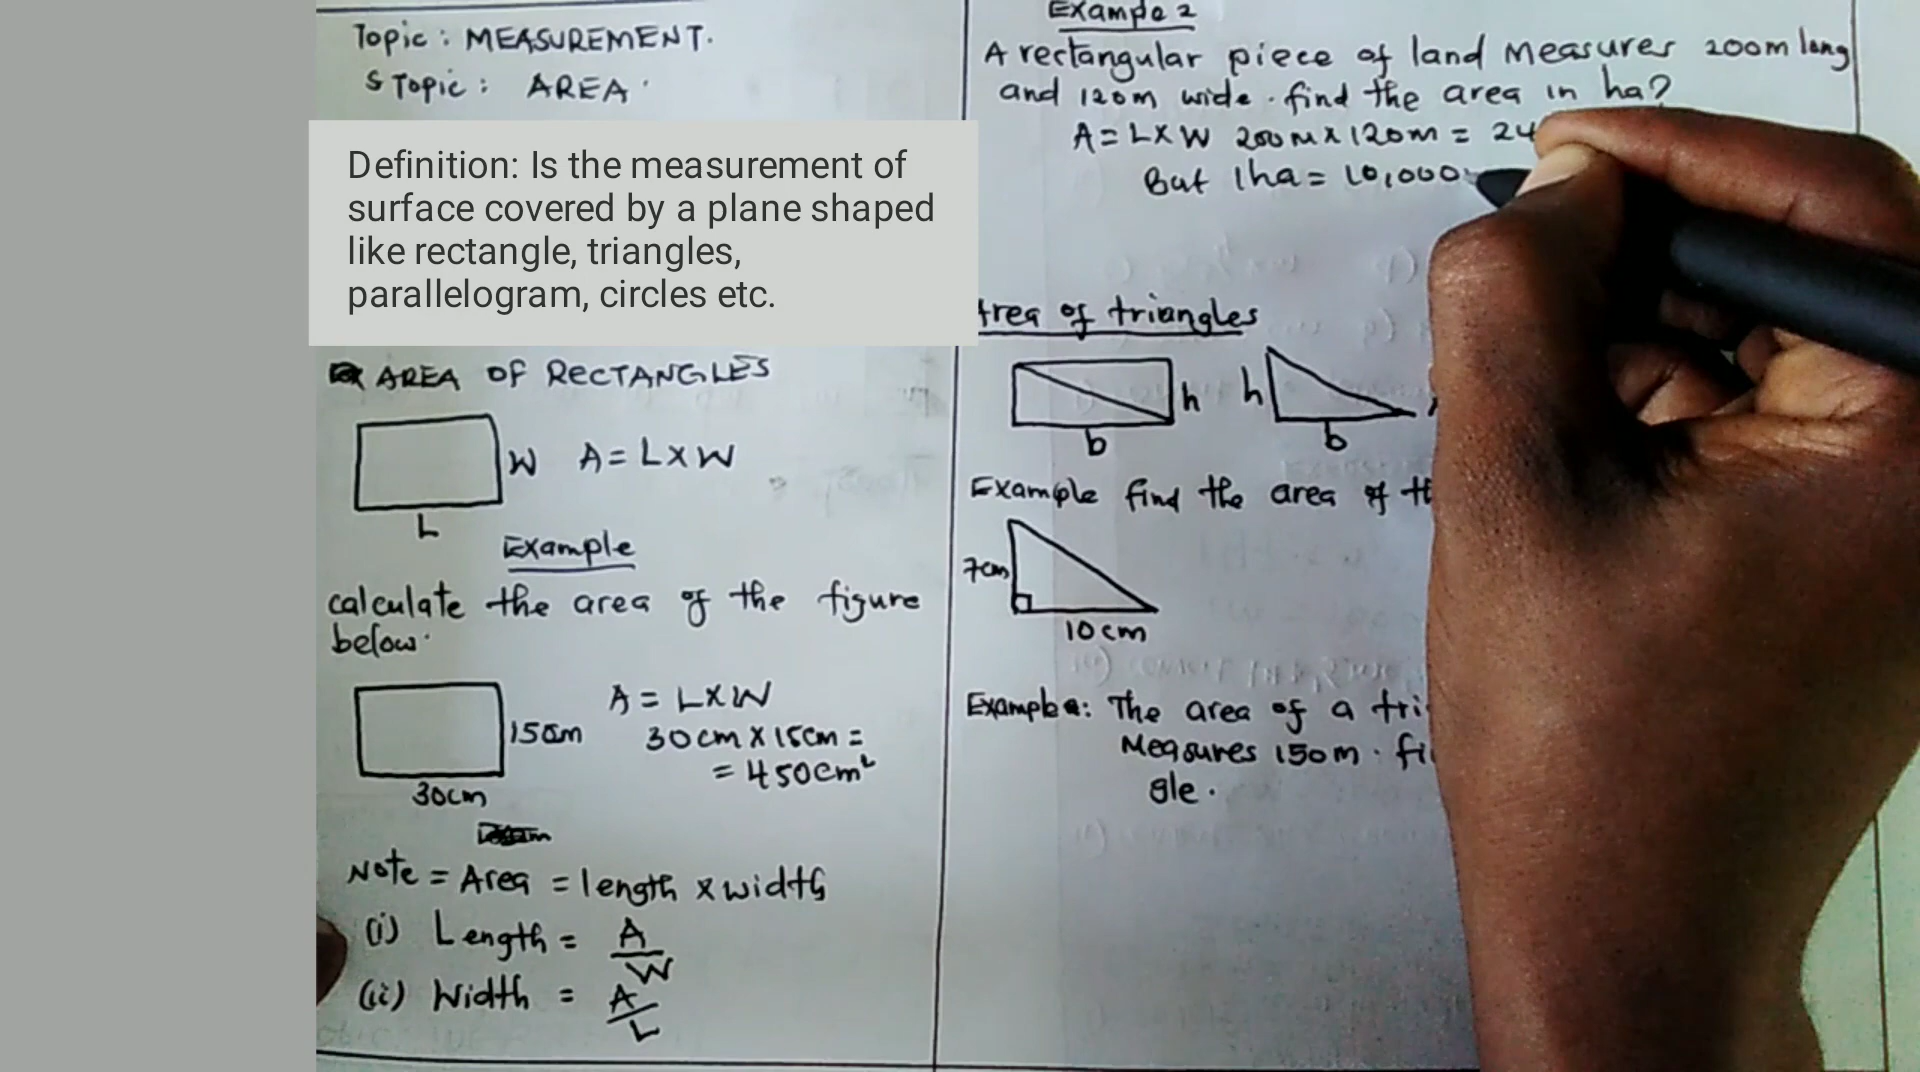 Topic: MEASUREMENT.
S Topic: AREA.
Definition: Is the measurement of
surface covered by a plane shaped
like rectangle, triangles,
parallelogram, circles etc.
AREA OF RECTANGLES
W A = L X W
L
Example
calculate the area of the figure
below.
A = L X W
15cm 30cm X 15cm =
= 450cm²
30cm
Note = Area = length x width
(i) Length = A/W
(ii) Width = A/L
Example 2
A rectangular piece of land measures 200m long
and 120m wide. find the area in ha?
A = L X W 200m x 120m = 24
But 1ha = 10,000
Area of triangles
h h
b b
Example find the area of
7cm
10cm
Example: The area of a
Measures 150m.
gle.